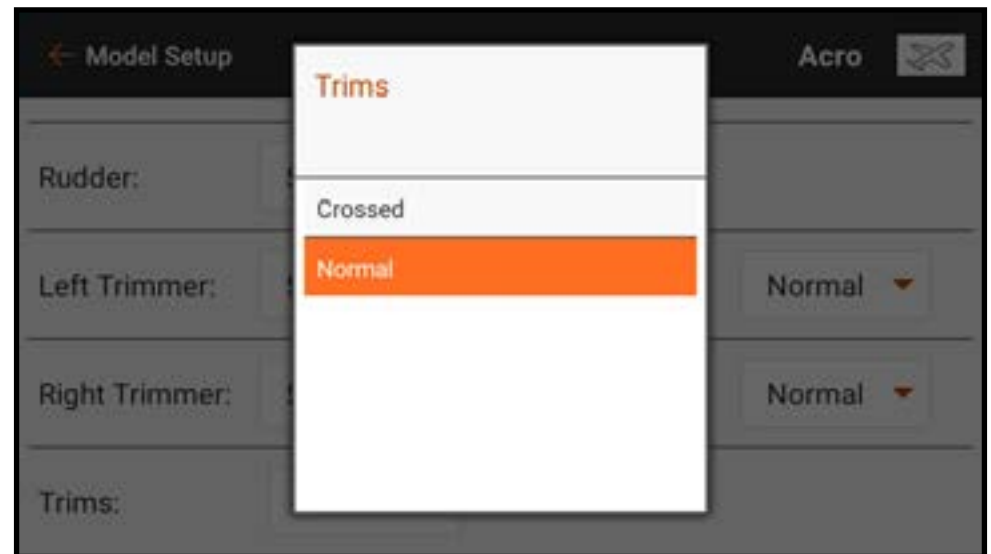 ← Model Setup
Acro
Trims
Rudder:
Crossed
Normal
Left Trimmer:
Normal
Right Trimmer:
Normal
Trims: